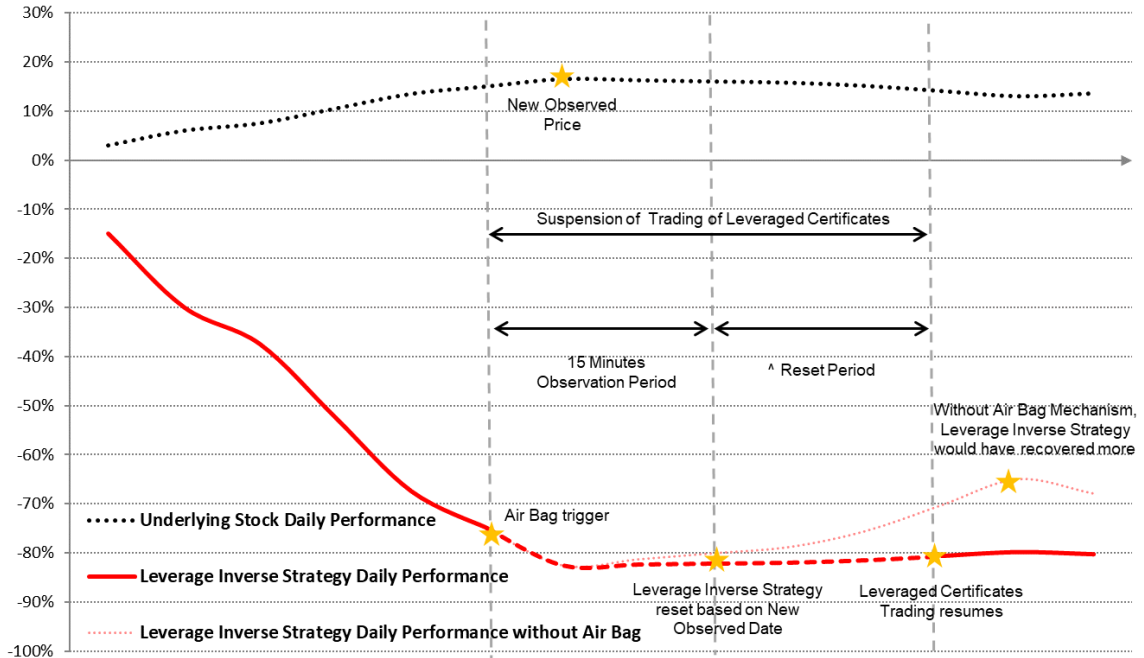 30%
20%
New Observed
Price
10%
0%
-10%
Suspension of Trading of Leveraged Certificates
-20%
-30%
15 Minutes
Observation Period
^ Reset Period
-40%
-50%
Without Air Bag Mechanism,
Leverage Inverse Strategy
would have recovered more
-60%
-70%
Air Bag trigger
Underlying Stock Daily Performance
-80%
Leverage Inverse Strategy Daily Performance
Leverage Inverse Strategy
reset based on New
Observed Date
Leveraged Certificates
Trading resumes
-90%
Leverage Inverse Strategy Daily Performance without Air Bag
-100%